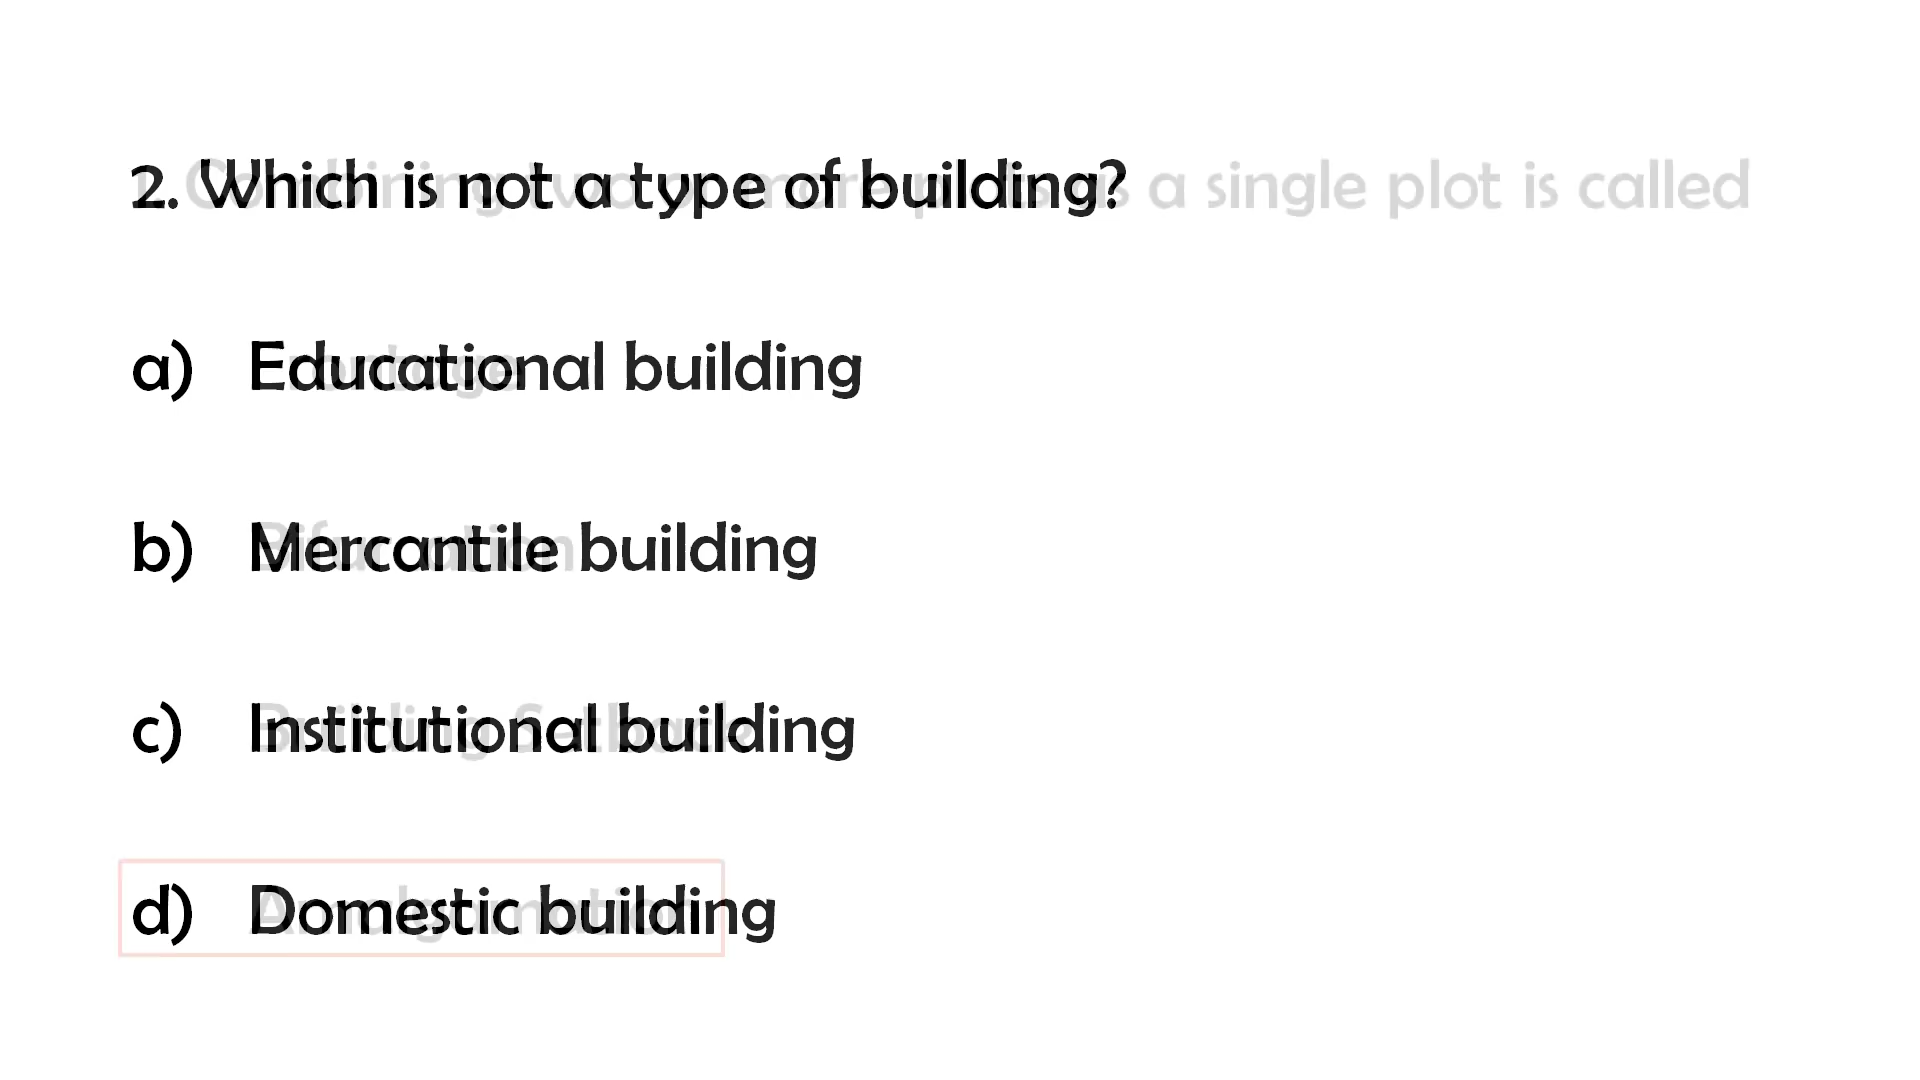 2. Which is not a type of building? a single plot is called
a) Educational building
b) Mercantile building
c) Institutional building
d) Domestic building